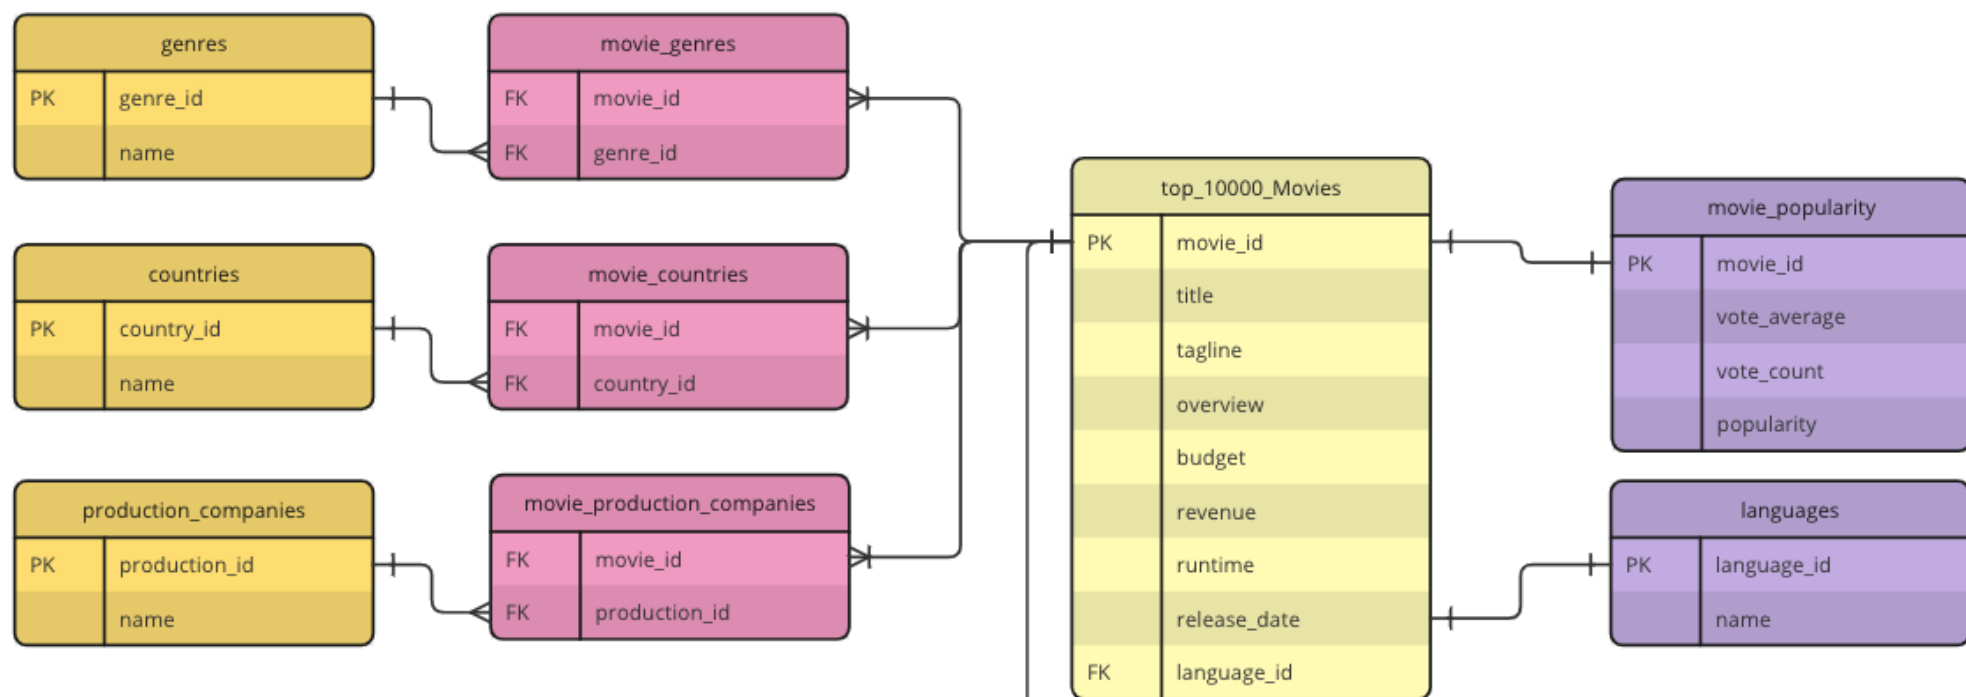 genres
PK genre_id
name
movie_genres
FK movie_id
FK genre_id
countries
PK country_id
name
movie_countries
FK movie_id
FK country_id
production_companies
PK production_id
name
movie_production_companies
FK movie_id
FK production_id
top_10000_Movies
PK movie_id
title
tagline
overview
budget
revenue
runtime
release_date
FK language_id
movie_popularity
PK movie_id
vote_average
vote_count
popularity
languages
PK language_id
name